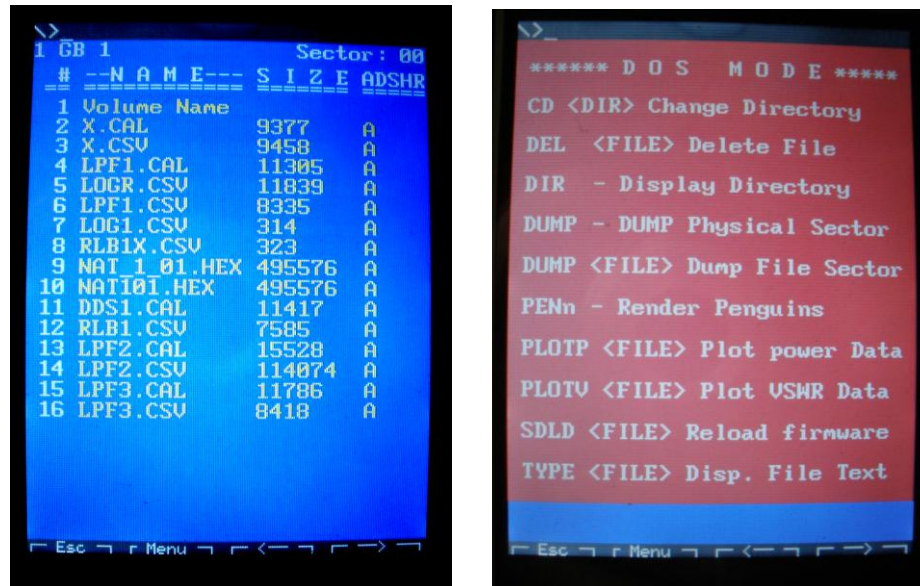 \>_
1 GB 1 Sector: 00
# --N A M E--- S I Z E ADSHR
1 Volume Name
2 X.CAL 9377 A
3 X.CSV 9458 A
4 LPF1.CAL 11305 A
5 LOGR.CSV 11839 A
6 LPF1.CSV 8335 A
7 LOG1.CSV 314 A
8 RLB1X.CSV 323 A
9 NAT_1_01.HEX 495576 A
10 NAT101.HEX 495576 A
11 DDS1.CAL 11417 A
12 RLB1.CSV 7585 A
13 LPF2.CAL 15528 A
14 LPF2.CSV 114074 A
15 LPF3.CAL 11786 A
16 LPF3.CSV 8418 A
Esc Menu <-- -->
\>_
****** D O S M O D E *****
CD <DIR> Change Directory
DEL <FILE> Delete File
DIR - Display Directory
DUMP - DUMP Physical Sector
DUMP <FILE> Dump File Sector
PENn - Render Penguins
PLOTP <FILE> Plot power Data
PLOTV <FILE> Plot VSWR Data
SDLD <FILE> Reload firmware
TYPE <FILE> Disp. File Text
Esc Menu <-- -->